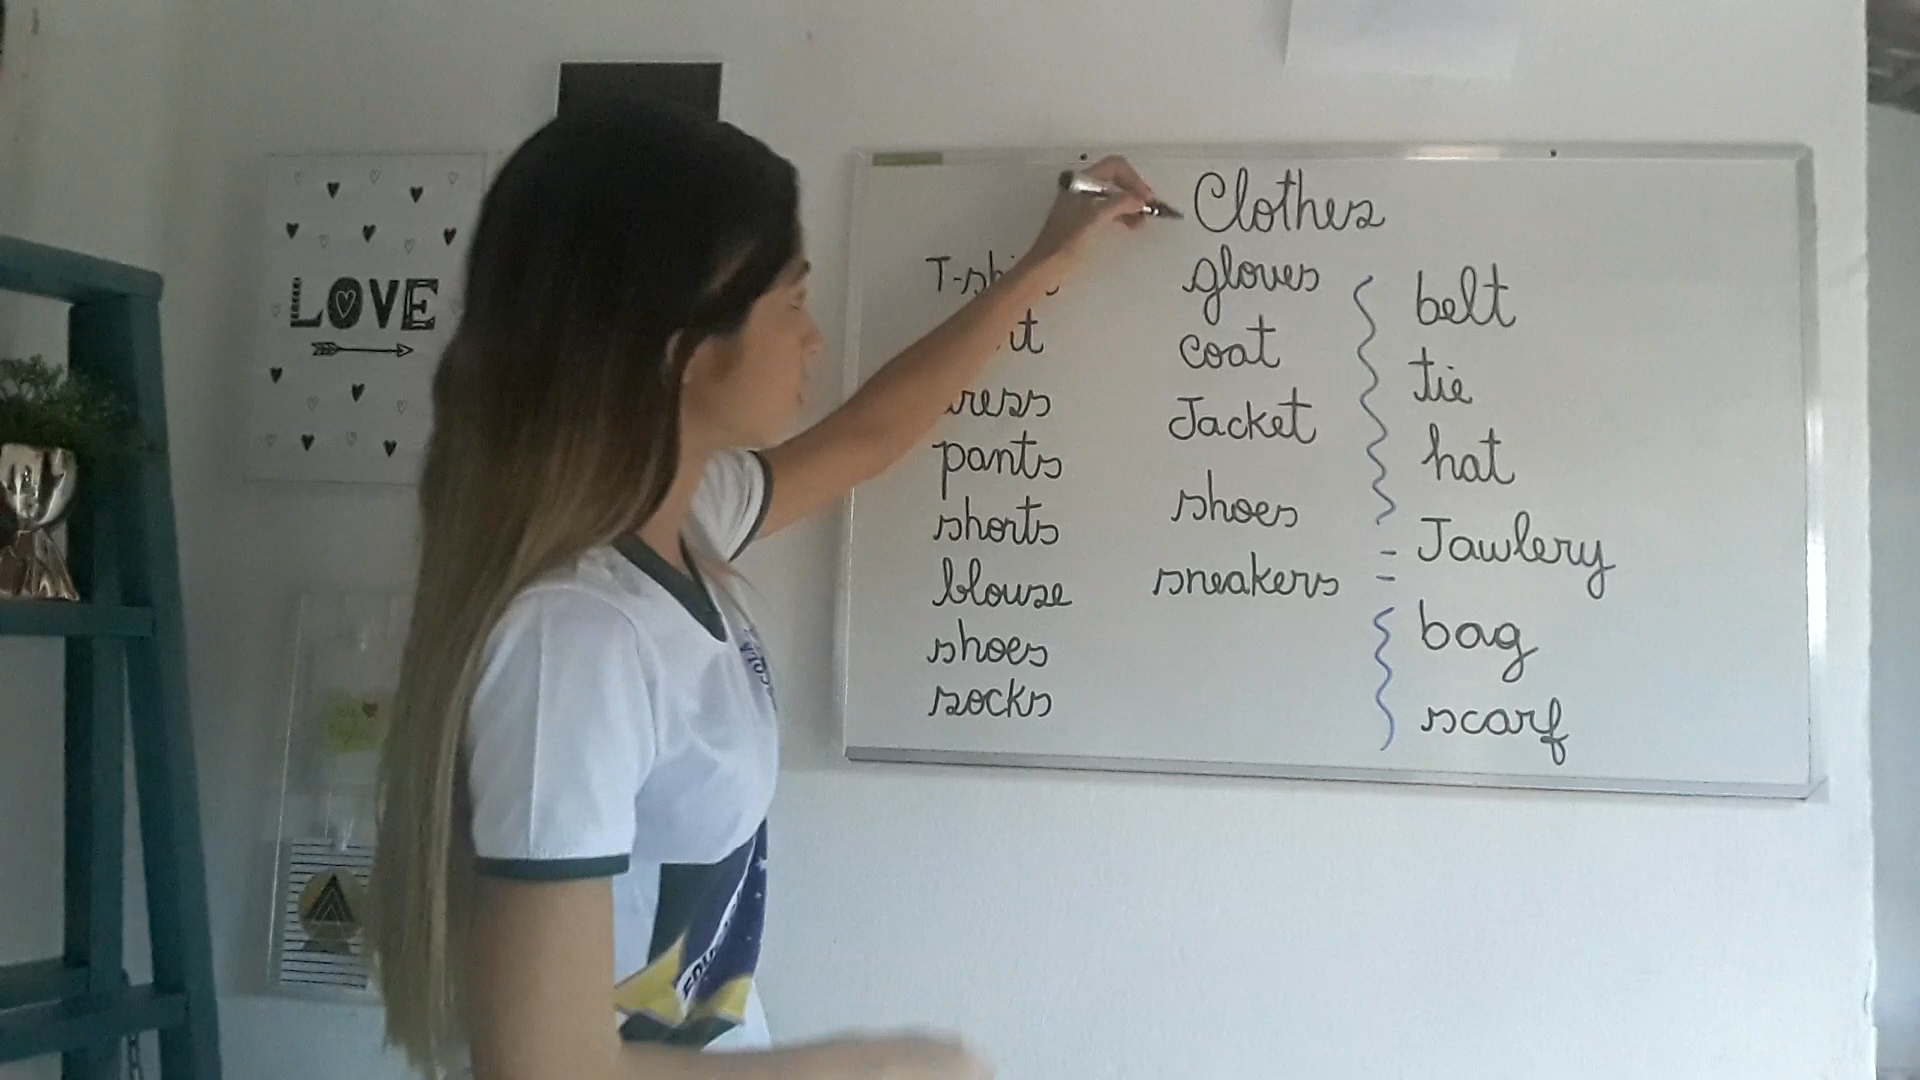 LOVE
Clothes
pants
shorts
blouse
shoes
socks
gloves
coat
Jacket
shoes
sneakers
belt
tie
hat
Jawlery
bag
scarf